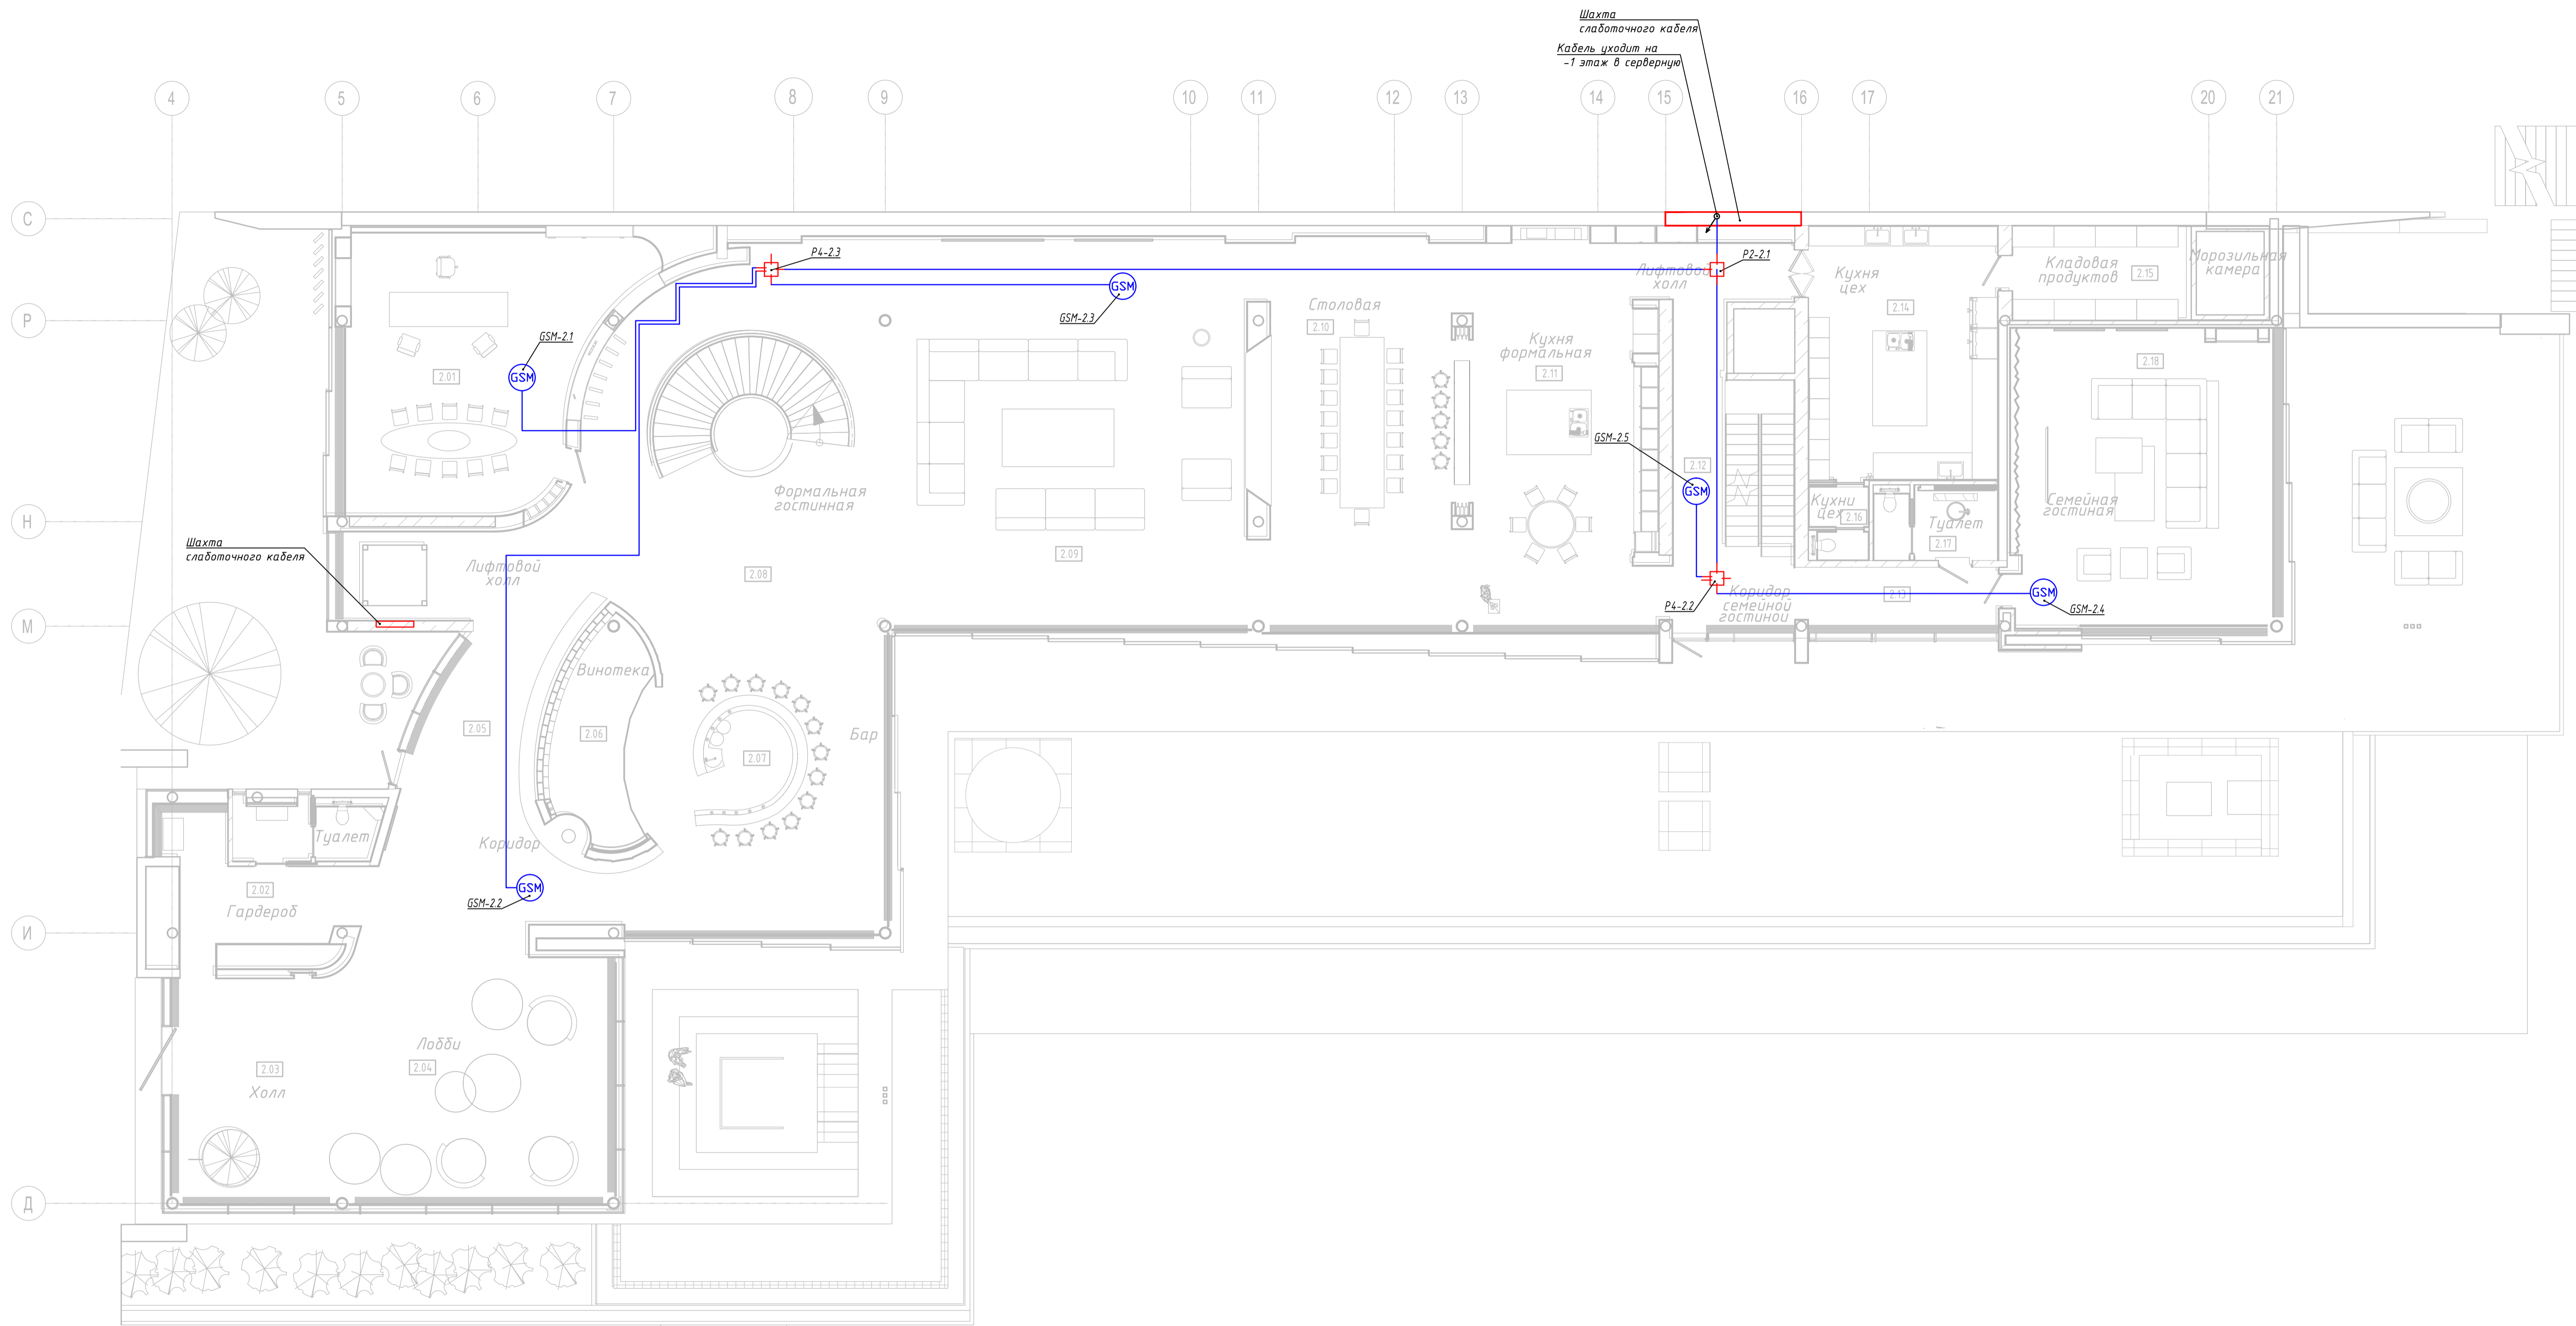 Шахта
слаботочного кабеля
Кабель уходит на
-1 этаж в серверную
4
5
6
7
8
9
10
11
12
13
14
15
16
17
20
21
С
Р
Н
М
И
Д
P4-2.3
P2-2.1
GSM
GSM-2.3
GSM-2.1
GSM
2.01
Столовая
2.10
Кухня
формальная
2.11
Лифтовой
холл
Кухня
цех
2.14
Кладовая
продуктов
2.15
Морозильная
камера
2.18
GSM-2.5
2.12
GSM
Формальная
гостинная
Кухни
цех
2.16
Туалет
2.17
Семейная
гостиная
Шахта
слаботочного кабеля
Лифтовой
холл
2.08
2.09
P4-2.2
Коридор
семейной
гостиной
2.13
GSM
GSM-2.4
Винотека
2.05
2.06
2.07
Бар
Туалет
Коридор
2.02
Гардероб
GSM
GSM-2.2
Лобби
2.03
2.04
Холл